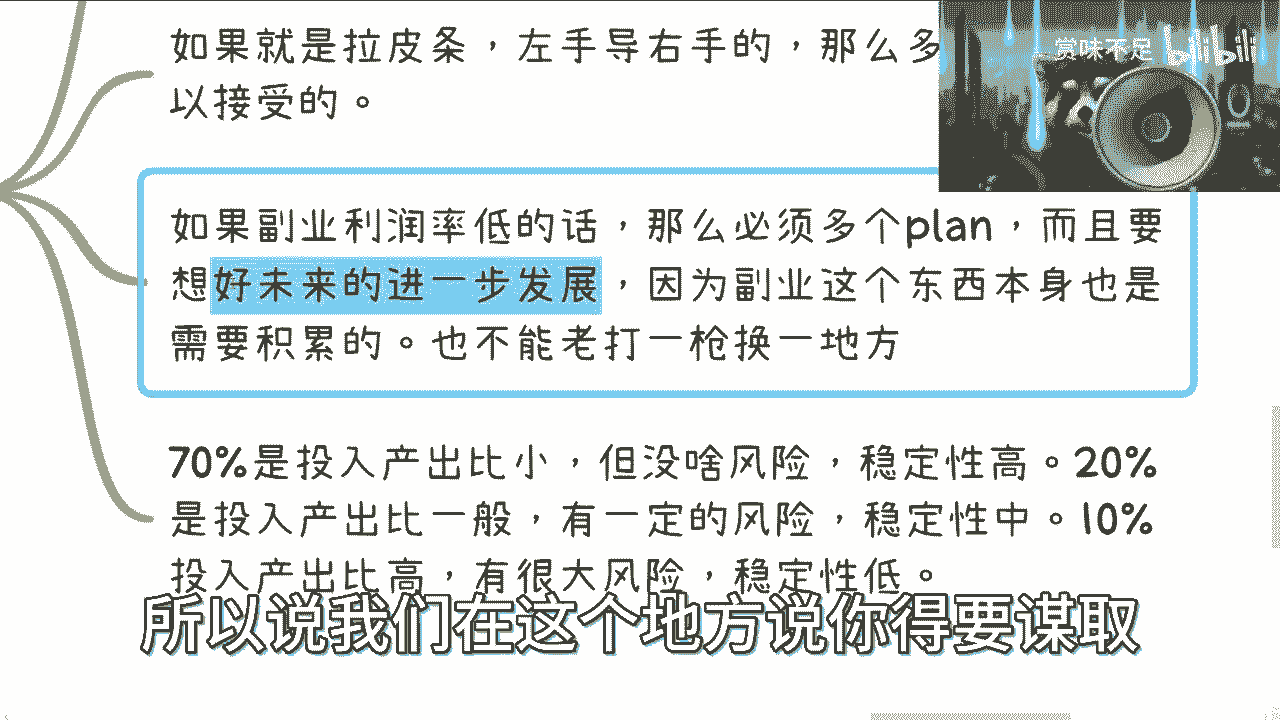 如果就是拉皮条，左手导右手的，那么多
以接受的。
赏味不足 bilibili
如果副业利润率低的话，那么必须多个plan，而且要
想好未来的进一步发展，因为副业这个东西本身也是
需要积累的。也不能老打一枪换一地方
70%是投入产出比小，但没啥风险，稳定性高。20%
是投入产出比一般，有一定的风险，稳定性中。10%
投入产出比高，有很大风险，稳定性低。
所以说我们在这个地方说你得要谋取